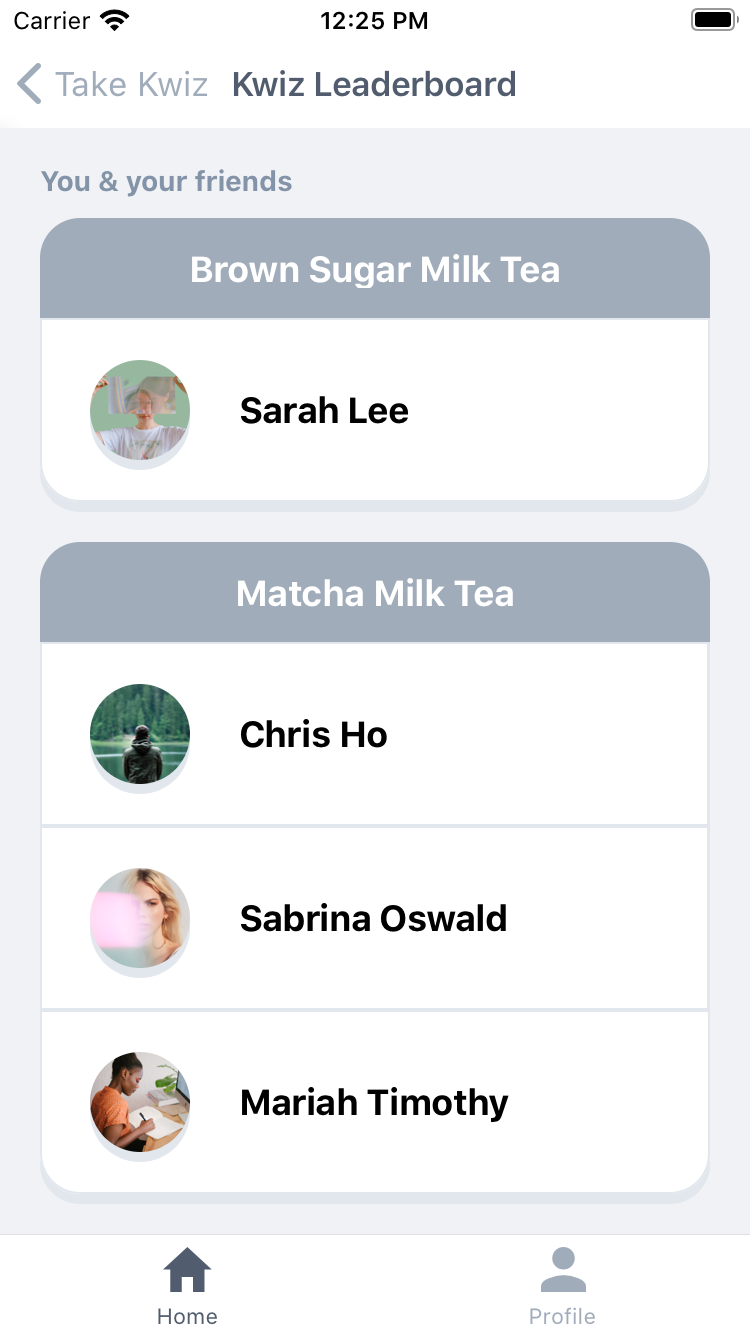 Carrier 12:25 PM
Take Kwiz Kwiz Leaderboard
You & your friends
Brown Sugar Milk Tea
Sarah Lee
Matcha Milk Tea
Chris Ho
Sabrina Oswald
Mariah Timothy
Home Profile